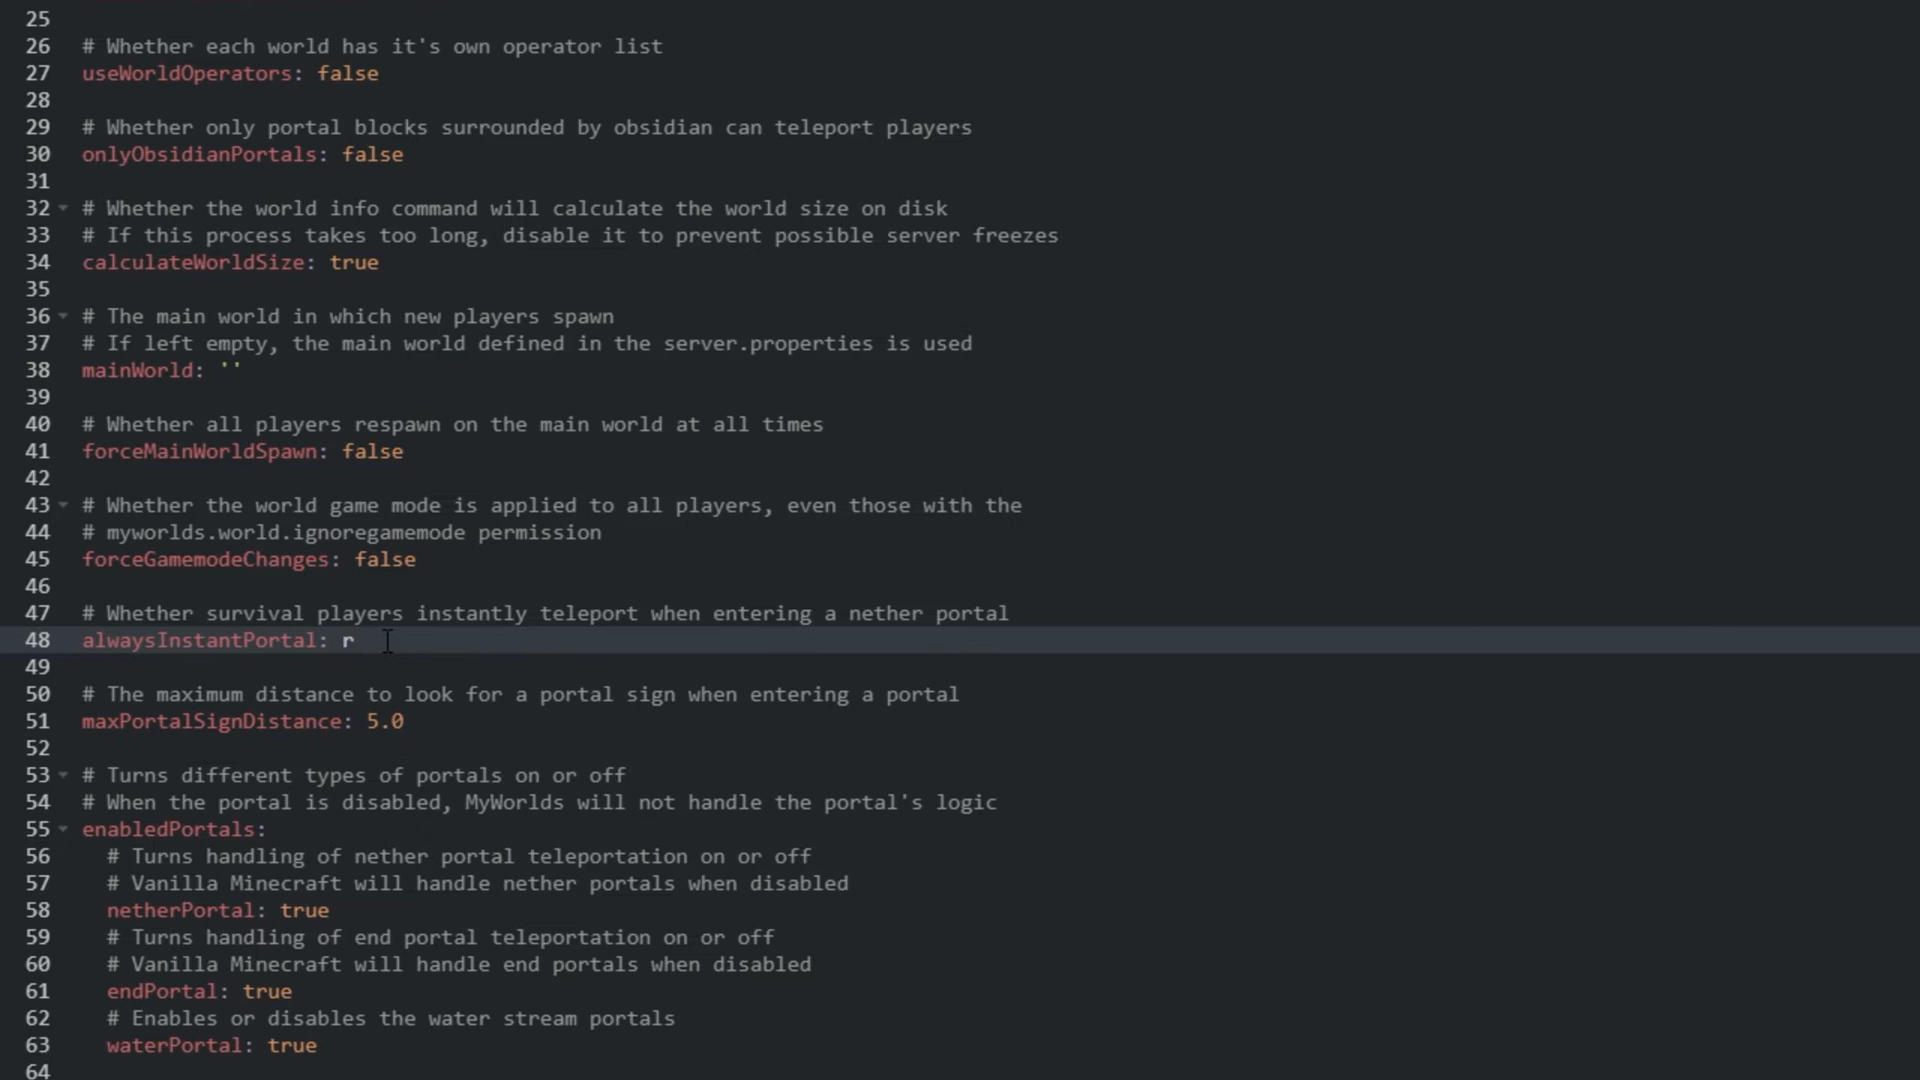 25
26 # Whether each world has it's own operator list
27 useWorldOperators: false
28
29 # Whether only portal blocks surrounded by obsidian can teleport players
30 onlyObsidianPortals: false
31
32 # Whether the world info command will calculate the world size on disk
33 # If this process takes too long, disable it to prevent possible server freezes
34 calculateWorldSize: true
35
36 # The main world in which new players spawn
37 # If left empty, the main world defined in the server.properties is used
38 mainWorld: ''
39
40 # Whether all players respawn on the main world at all times
41 forceMainWorldSpawn: false
42
43 # Whether the world game mode is applied to all players, even those with the
44 # myworlds.world.ignoregamemode permission
45 forceGamemodeChanges: false
46
47 # Whether survival players instantly teleport when entering a nether portal
48 alwaysInstantPortal: r
49
50 # The maximum distance to look for a portal sign when entering a portal
51 maxPortalSignDistance: 5.0
52
53 # Turns different types of portals on or off
54 # When the portal is disabled, MyWorlds will not handle the portal's logic
55 enabledPortals:
56 # Turns handling of nether portal teleportation on or off
57 # Vanilla Minecraft will handle nether portals when disabled
58 netherPortal: true
59 # Turns handling of end portal teleportation on or off
60 # Vanilla Minecraft will handle end portals when disabled
61 endPortal: true
62 # Enables or disables the water stream portals
63 waterPortal: true
64